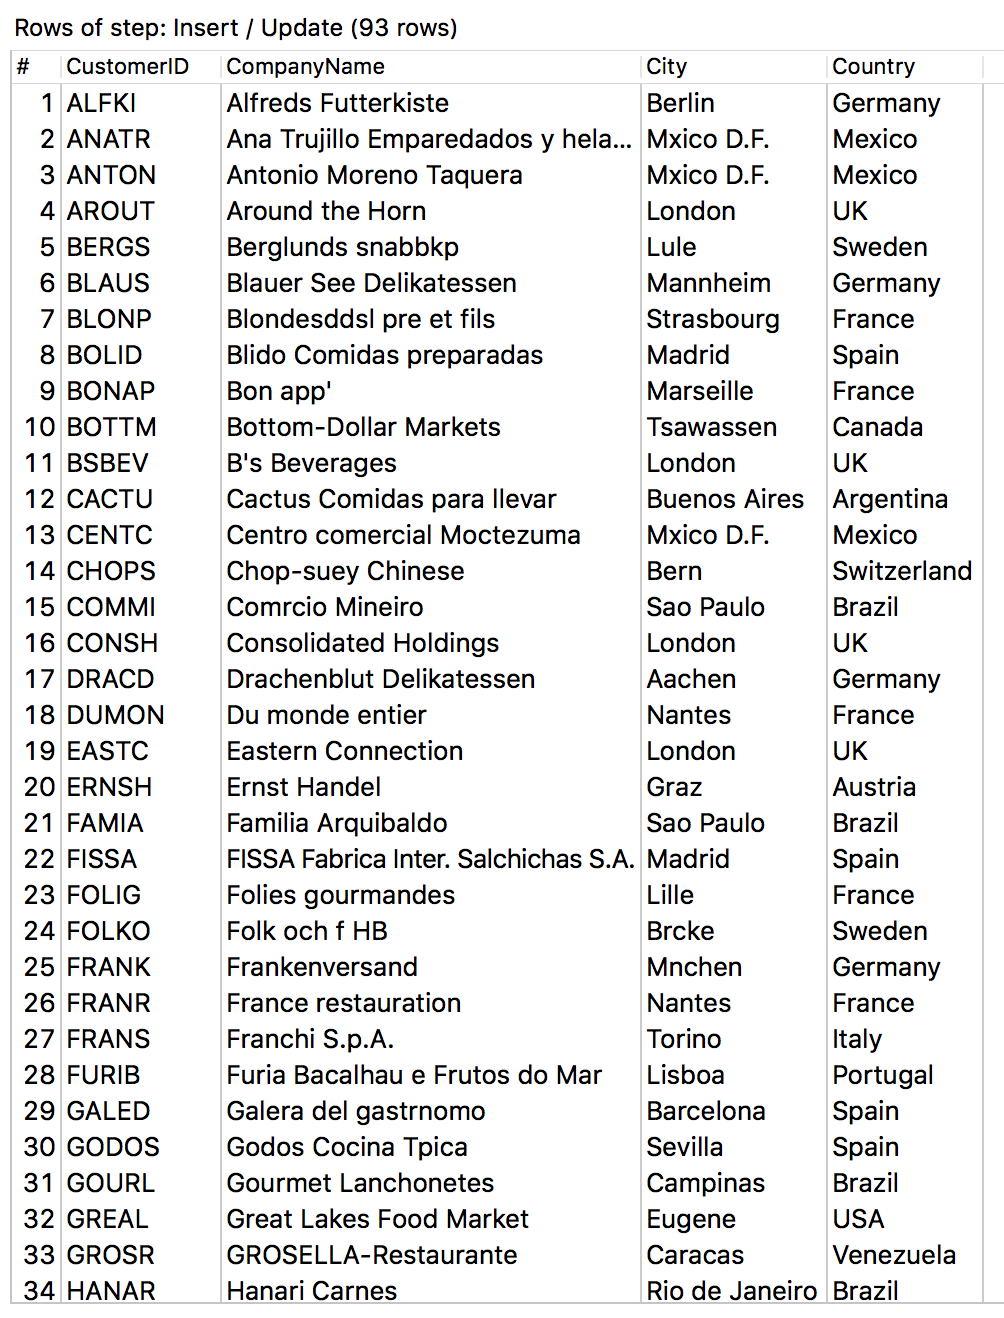 Rows of step: Insert / Update (93 rows)
# CustomerID CompanyName City Country
1 ALFKI Alfreds Futterkiste Berlin Germany
2 ANATR Ana Trujillo Emparedados y hela... Mxico D.F. Mexico
3 ANTON Antonio Moreno Taquera Mxico D.F. Mexico
4 AROUT Around the Horn London UK
5 BERGS Berglunds snabbkp Lule Sweden
6 BLAUS Blauer See Delikatessen Mannheim Germany
7 BLONP Blondesddsl pre et fils Strasbourg France
8 BOLID Blido Comidas preparadas Madrid Spain
9 BONAP Bon app' Marseille France
10 BOTTM Bottom-Dollar Markets Tsawassen Canada
11 BSBEV B's Beverages London UK
12 CACTU Cactus Comidas para llevar Buenos Aires Argentina
13 CENTC Centro comercial Moctezuma Mxico D.F. Mexico
14 CHOPS Chop-suey Chinese Bern Switzerland
15 COMMI Comrcio Mineiro Sao Paulo Brazil
16 CONSH Consolidated Holdings London UK
17 DRACD Drachenblut Delikatessen Aachen Germany
18 DUMON Du monde entier Nantes France
19 EASTC Eastern Connection London UK
20 ERNSH Ernst Handel Graz Austria
21 FAMIA Familia Arquibaldo Sao Paulo Brazil
22 FISSA FISSA Fabrica Inter. Salchichas S.A. Madrid Spain
23 FOLIG Folies gourmandes Lille France
24 FOLKO Folk och f HB Brcke Sweden
25 FRANK Frankenversand Mnchen Germany
26 FRANR France restauration Nantes France
27 FRANS Franchi S.p.A. Torino Italy
28 FURIB Furia Bacalhau e Frutos do Mar Lisboa Portugal
29 GALED Galera del gastrnomo Barcelona Spain
30 GODOS Godos Cocina Tpica Sevilla Spain
31 GOURL Gourmet Lanchonetes Campinas Brazil
32 GREAL Great Lakes Food Market Eugene USA
33 GROSR GROSELLA-Restaurante Caracas Venezuela
34 HANAR Hanari Carnes Rio de Janeiro Brazil